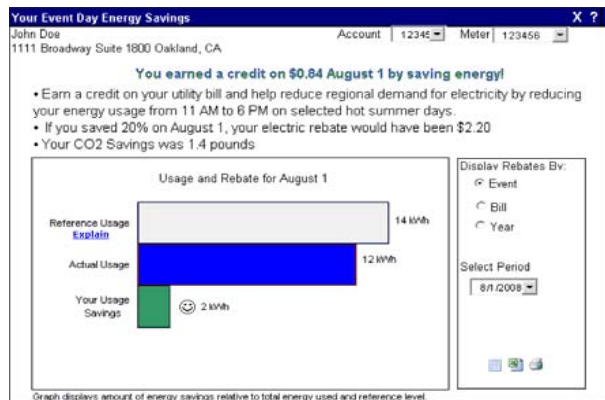 Your Event Day Energy Savings X ?
John Doe Account 12345 Meter 123456
1111 Broadway Suite 1800 Oakland, CA
You earned a credit on $0.84 August 1 by saving energy!
• Earn a credit on your utility bill and help reduce regional demand for electricity by reducing
your energy usage from 11 AM to 6 PM on selected hot summer days.
• If you saved 20% on August 1, your electric rebate would have been $2.20
• Your CO2 Savings was 1.4 pounds
Usage and Rebate for August 1
Reference Usage
Explain
14 kWh
Actual Usage
12 kWh
Your Usage
Savings
2 kWh
Display Rebates By:
Event
Bill
Year
Select Period
8/1/2008
Graph displays amount of energy savings relative to total energy used and reference level.